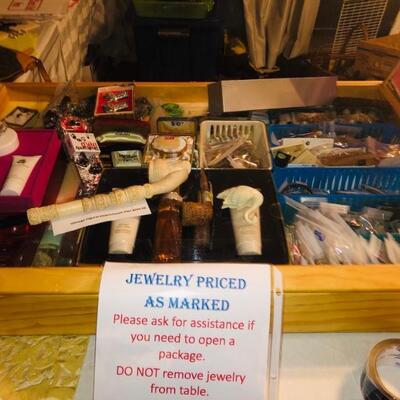 JEWELRY PRICED
AS MARKED
Please ask for assistance if
you need to open a
package.
DO NOT remove jewelry
from table.